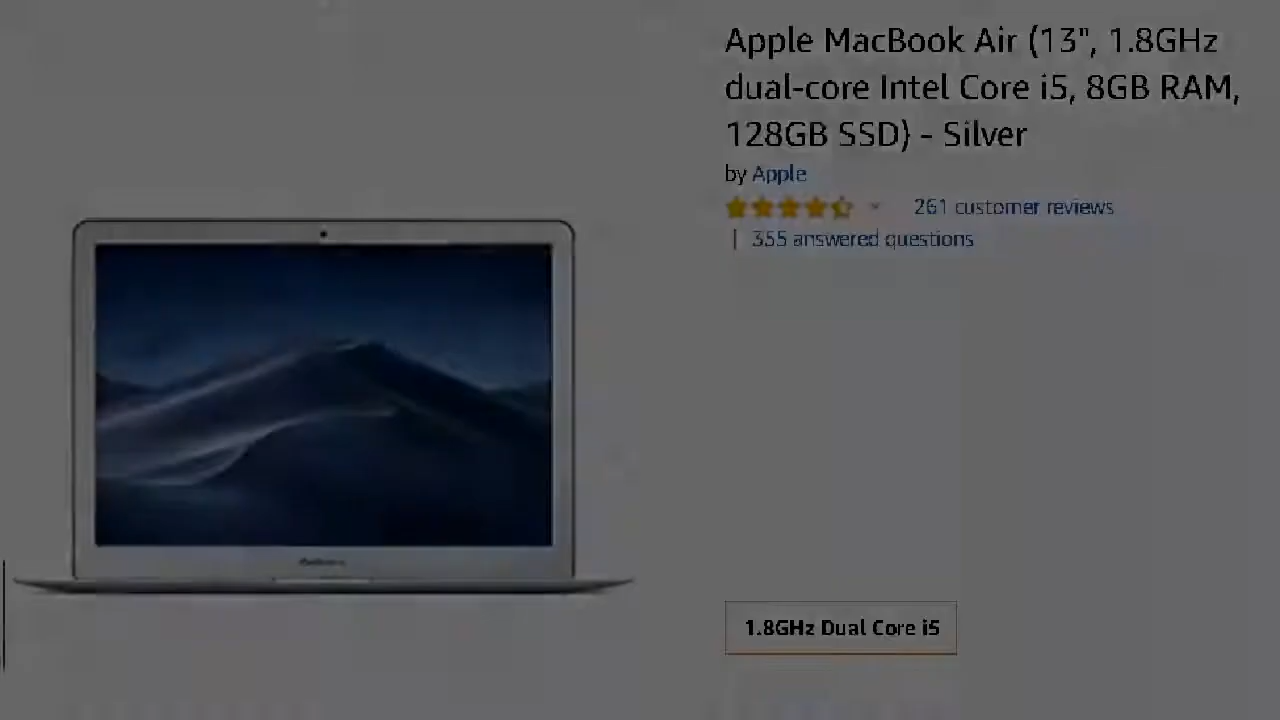 Apple MacBook Air (13", 1.8GHz
dual-core Intel Core i5, 8GB RAM,
128GB SSD) - Silver
by Apple
261 customer reviews
| 355 answered questions
1.8GHz Dual Core i5